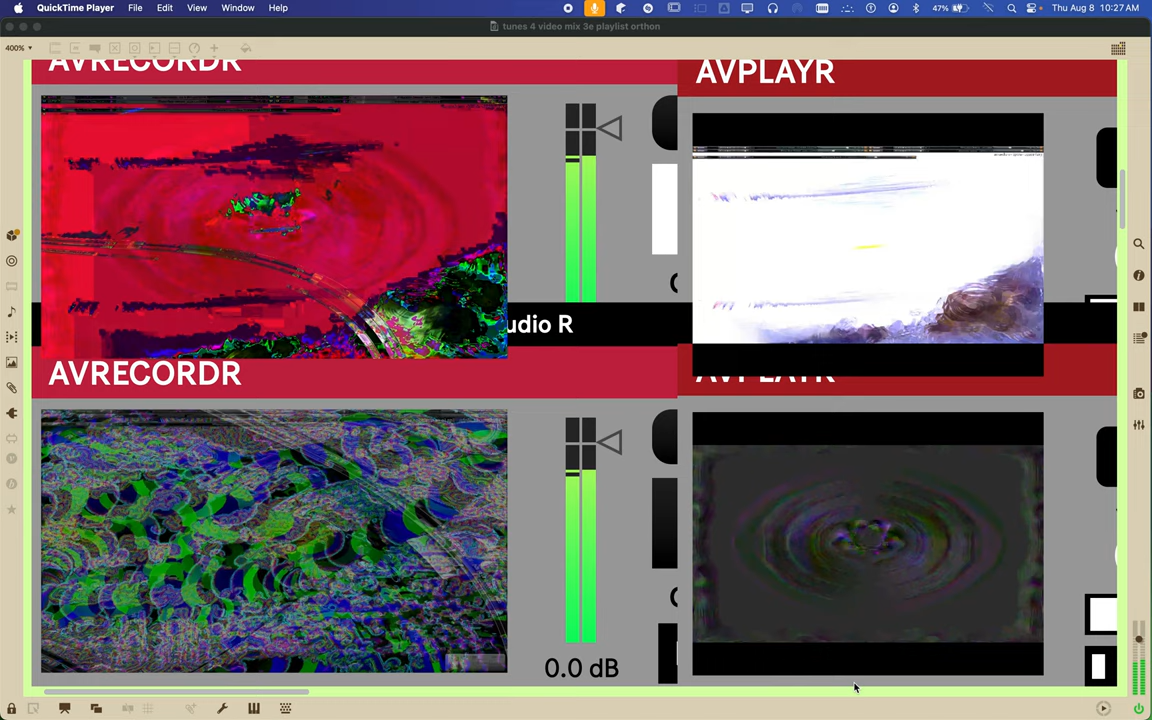 QuickTime Player File Edit View Window Help 47% Thu Aug 8 10:27 AM
tunes 4 video mix 3e playlist orthon
400%
AVRECORDR
AVPLAYR
udio R
AVRECORDR
AVPLAYR
0.0 dB